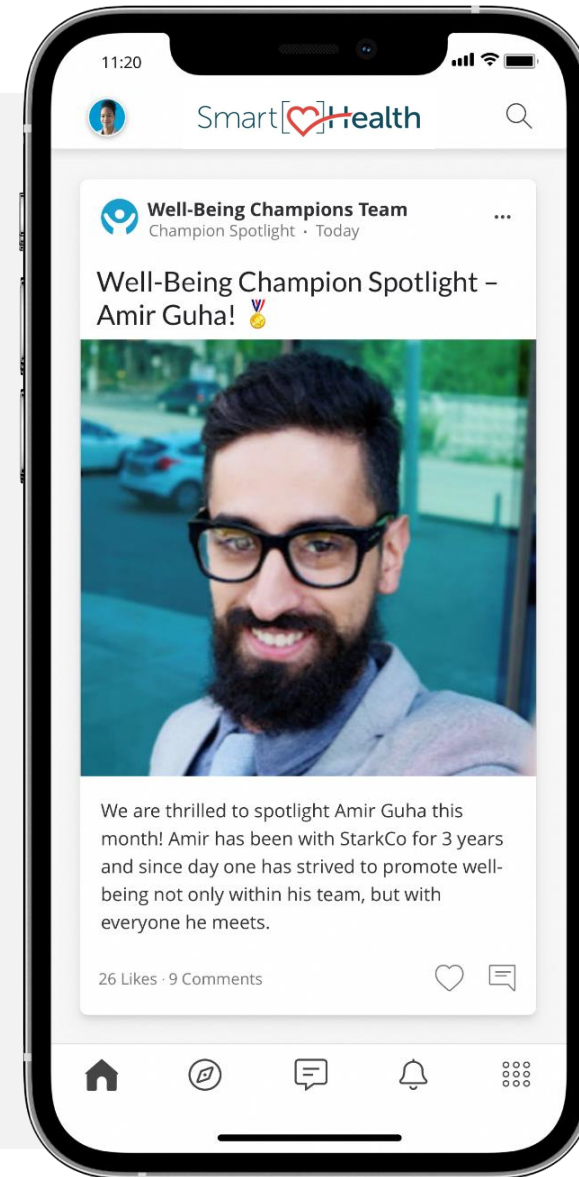 11:20
Smart Health
Well-Being Champions Team
Champion Spotlight · Today
Well-Being Champion Spotlight –
Amir Guha!
We are thrilled to spotlight Amir Guha this
month! Amir has been with StarkCo for 3 years
and since day one has strived to promote well-
being not only within his team, but with
everyone he meets.
26 Likes · 9 Comments